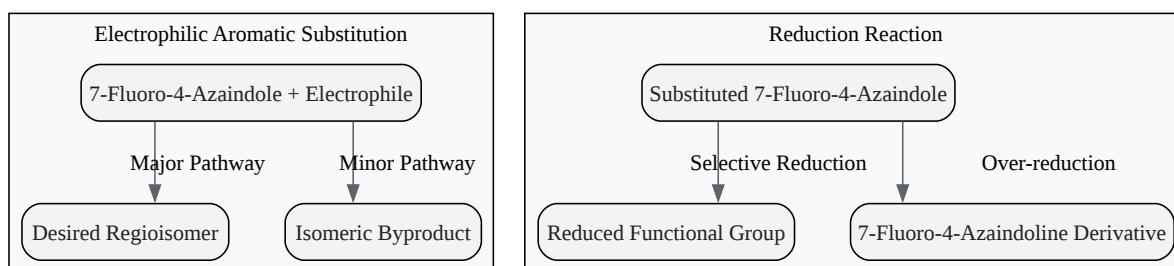 Electrophilic Aromatic Substitution
7-Fluoro-4-Azaindole + Electrophile
Major Pathway
Minor Pathway
Desired Regioisomer
Isomeric Byproduct
Reduction Reaction
Substituted 7-Fluoro-4-Azaindole
Selective Reduction
Over-reduction
Reduced Functional Group
7-Fluoro-4-Azaindoline Derivative